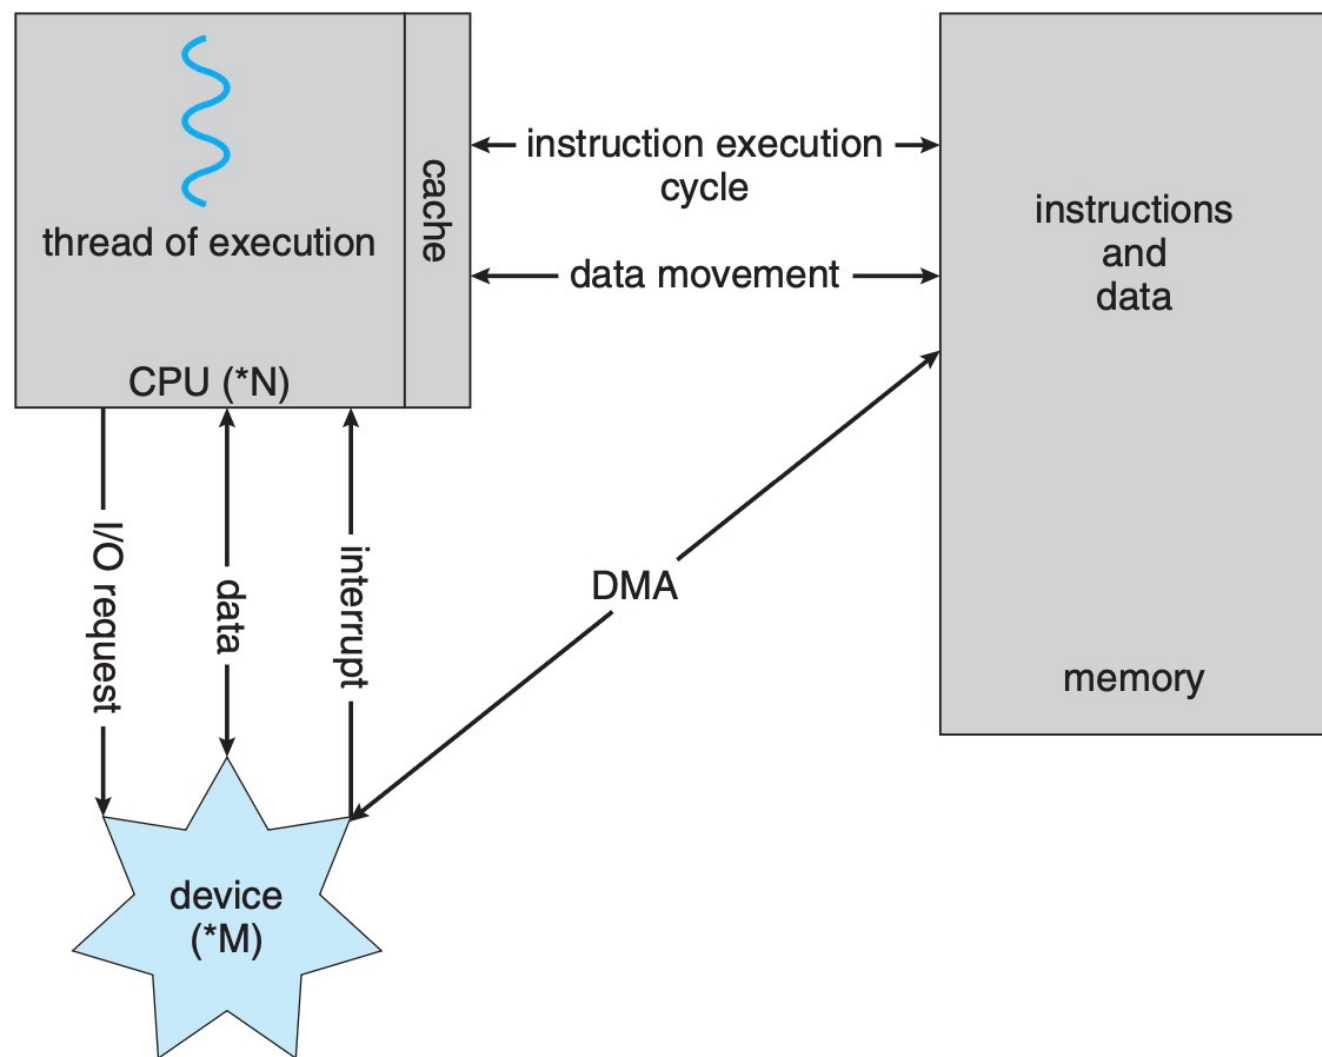 thread of execution
cache
CPU (*N)
instruction execution
cycle
data movement
instructions
and
data
memory
I/O request
data
interrupt
DMA
device
(*M)